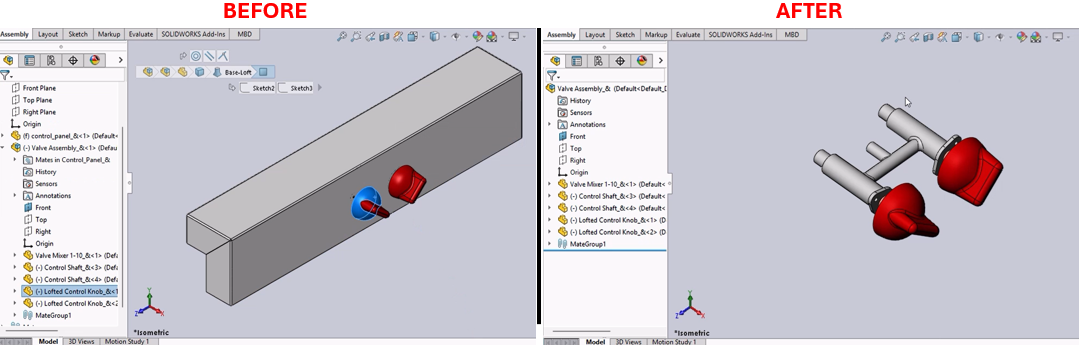 BEFORE
AFTER
Assembly Layout Sketch Markup Evaluate SOLIDWORKS Add-Ins MBD
Base-Loft
Sketch2 Sketch3
Front Plane
Top Plane
Right Plane
Origin
(f) control_panel_&<1> (Default<
(-) Valve Assembly_&<1> (Defau
Mates in Control_Panel_&
History
Sensors
Annotations
Front
Top
Right
Origin
Valve Mixer 1-10_&<1> (Defa
(-) Control Shaft_&<3> (Defa
(-) Control Shaft_&<4> (Defa
(-) Lofted Control Knob_&<1
(-) Lofted Control Knob_&<2
MateGroup1
*Isometric
Y
Z
X
Model 3D Views Motion Study 1
Assembly Layout Sketch Markup Evaluate SOLIDWORKS Add-Ins MBD
Valve Assembly_& (Default<Default_D
History
Sensors
Annotations
Front
Top
Right
Origin
Valve Mixer 1-10_&<1> (Default<
(-) Control Shaft_&<3> (Default<
(-) Control Shaft_&<4> (Default<
(-) Lofted Control Knob_&<1> (D
(-) Lofted Control Knob_&<2> (D
MateGroup1
*Isometric
Y
Z
X
Model 3D Views Motion Study 1